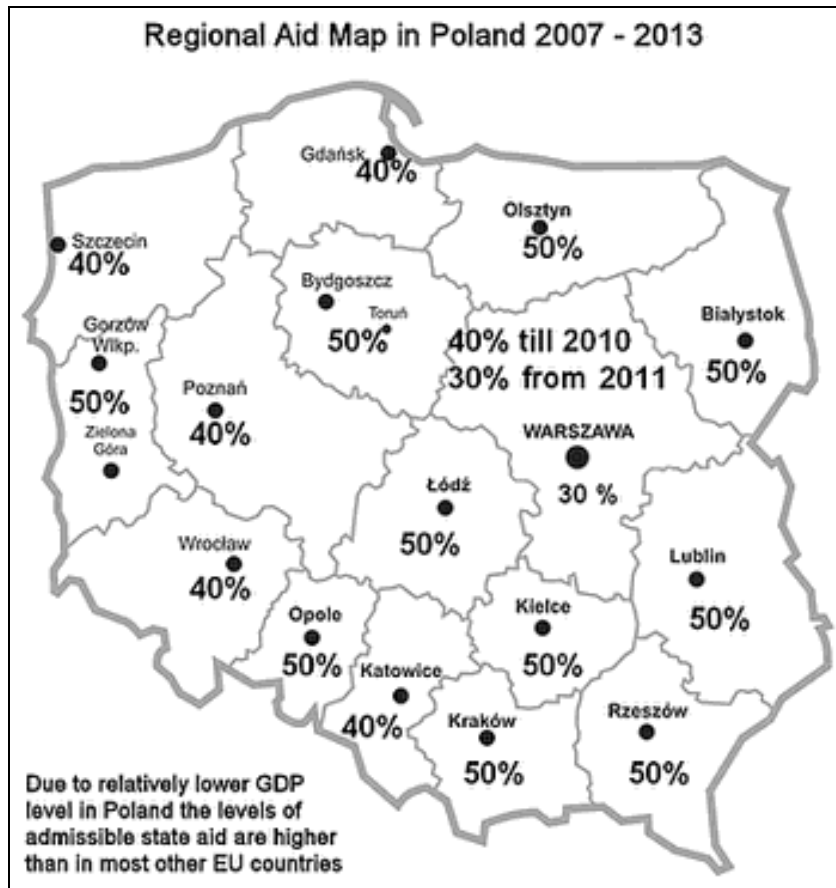 Regional Aid Map in Poland 2007 - 2013
Gdańsk
40%
Olsztyn
50%
Szczecin
40%
Bydgoszcz
Toruń
50%
Gorzów
Wlkp.
50%
Zielona
Góra
Poznań
40%
40% till 2010
30% from 2011
WARSZAWA
30 %
Białystok
50%
Łódź
50%
Wrocław
40%
Lublin
50%
Opole
50%
Kielce
50%
Katowice
40%
Kraków
50%
Rzeszów
50%
Due to relatively lower GDP
level in Poland the levels of
admissible state aid are higher
than in most other EU countries